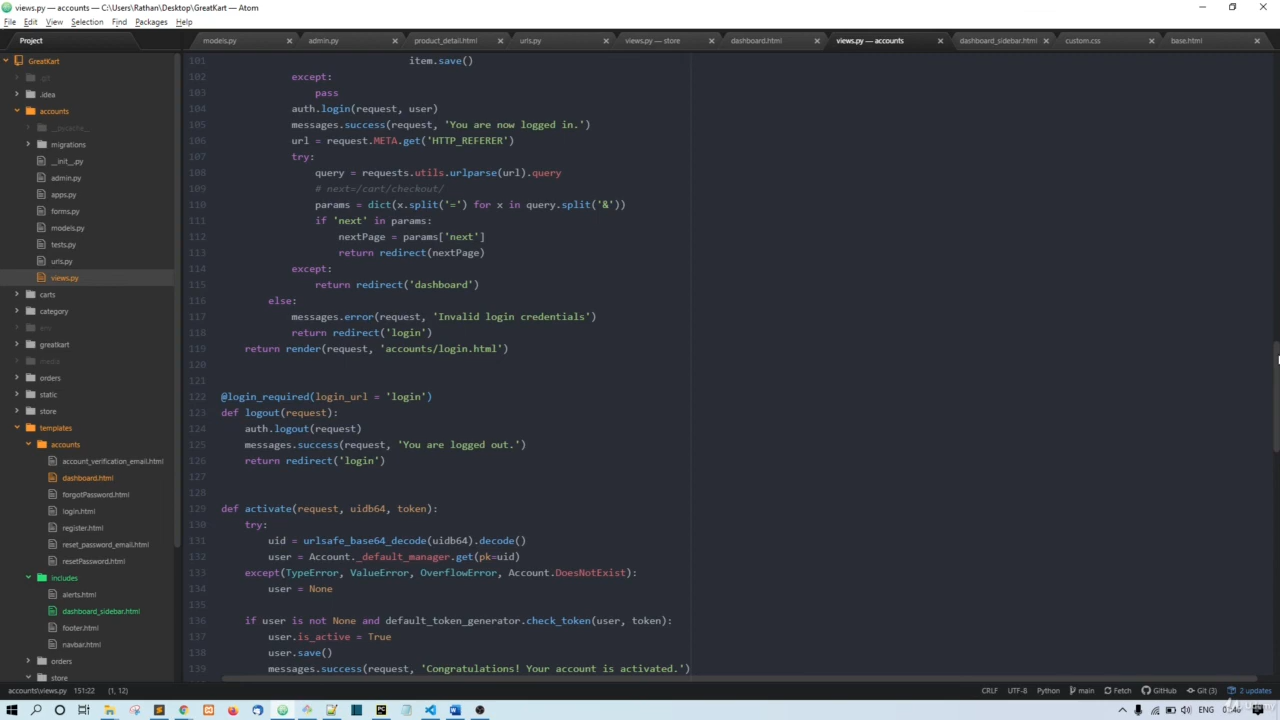 views.py — accounts — C:\Users\Rathan\Desktop\GreatKart — Atom
File Edit View Selection Find Packages Help
Project
models.py
admin.py
product_detail.html
urls.py
views.py — store
dashboard.html
views.py — accounts
dashboard_sidebar.html
custom.css
base.html
GreatKart
.git
.idea
accounts
__pycache__
migrations
__init__.py
admin.py
apps.py
forms.py
models.py
tests.py
urls.py
views.py
carts
category
env
greatkart
media
orders
static
store
templates
accounts
account_verification_email.html
dashboard.html
forgotPassword.html
login.html
register.html
reset_password_email.html
resetPassword.html
includes
alerts.html
dashboard_sidebar.html
footer.html
navbar.html
orders
store
101 item.save()
102 except:
103 pass
104 auth.login(request, user)
105 messages.success(request, 'You are now logged in.')
106 url = request.META.get('HTTP_REFERER')
107 try:
108 query = requests.utils.urlparse(url).query
109 # next=/cart/checkout/
110 params = dict(x.split('=') for x in query.split('&'))
111 if 'next' in params:
112 nextPage = params['next']
113 return redirect(nextPage)
114 except:
115 return redirect('dashboard')
116 else:
117 messages.error(request, 'Invalid login credentials')
118 return redirect('login')
119 return render(request, 'accounts/login.html')
120
121
122 @login_required(login_url = 'login')
123 def logout(request):
124 auth.logout(request)
125 messages.success(request, 'You are logged out.')
126 return redirect('login')
127
128
129 def activate(request, uidb64, token):
130 try:
131 uid = urlsafe_base64_decode(uidb64).decode()
132 user = Account._default_manager.get(pk=uid)
133 except(TypeError, ValueError, OverflowError, Account.DoesNotExist):
134 user = None
135
136 if user is not None and default_token_generator.check_token(user, token):
137 user.is_active = True
138 user.save()
139 messages.success(request, 'Congratulations! Your account is activated.')
accounts\views.py 151:22 (1, 12)
CRLF UTF-8 Python main Fetch GitHub Git (3) 2 updates
ENG